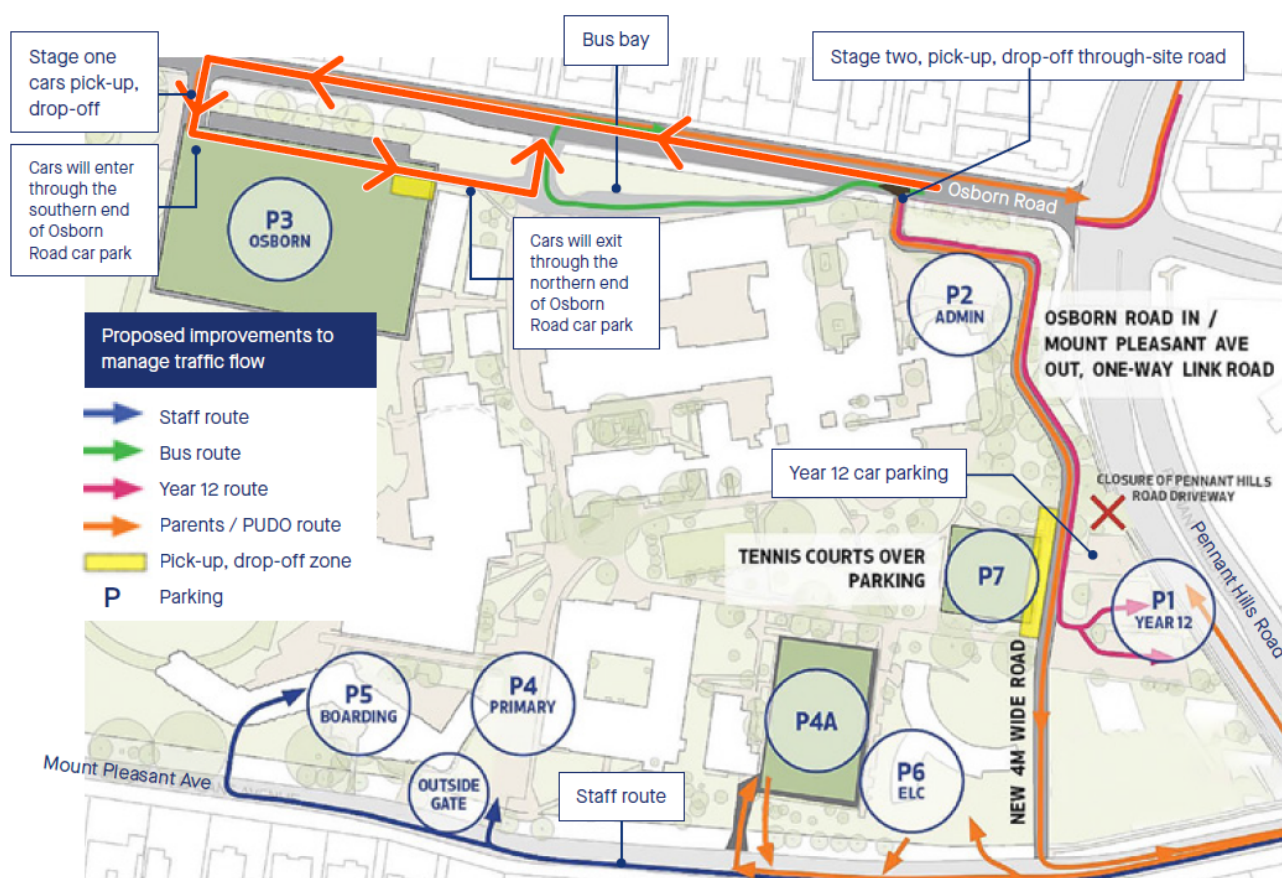 Stage one
cars pick-up,
drop-off
Bus bay
Stage two, pick-up, drop-off through-site road
Cars will enter
through the
southern end
of Osborn
Road car park
P3
OSBORN
Osborn Road
Cars will exit
through the
northern end
of Osborn
Road car park
P2
ADMIN
OSBORN ROAD IN /
MOUNT PLEASANT AVE
OUT, ONE-WAY LINK ROAD
Proposed improvements to
manage traffic flow
Staff route
Bus route
Year 12 route
Parents / PUDO route
Pick-up, drop-off zone
P
Parking
Year 12 car parking
CLOSURE OF PENNANT HILLS
ROAD DRIVEWAY
Pennant Hills Road
TENNIS COURTS OVER
PARKING
P7
P1
YEAR 12
NEW 4M WIDE ROAD
P5
BOARDING
P4
PRIMARY
P4A
P6
ELC
Mount Pleasant Ave
OUTSIDE
GATE
Staff route